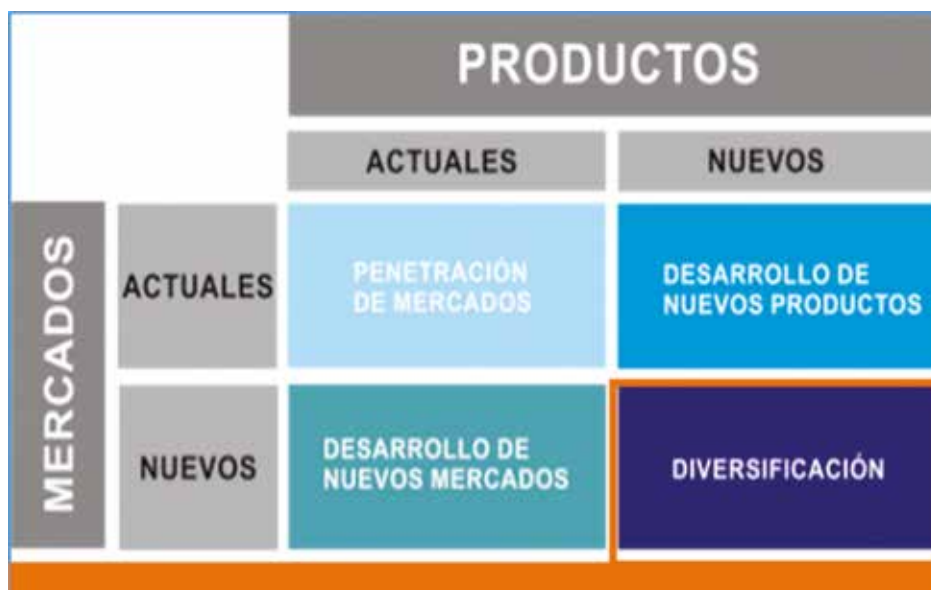 PRODUCTOS
ACTUALES
NUEVOS
MERCADOS
ACTUALES
PENETRACIÓN
DE MERCADOS
DESARROLLO DE
NUEVOS PRODUCTOS
NUEVOS
DESARROLLO DE
NUEVOS MERCADOS
DIVERSIFICACIÓN